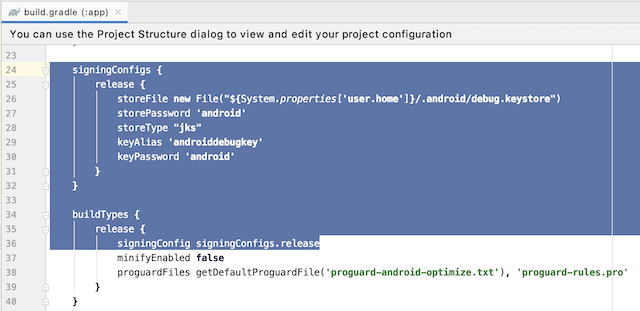 build.gradle (:app)
You can use the Project Structure dialog to view and edit your project configuration
23
24 signingConfigs {
25 release {
26 storeFile new File("${System.properties['user.home']}/.android/debug.keystore")
27 storePassword 'android'
28 storeType "jks"
29 keyAlias 'androiddebugkey'
30 keyPassword 'android'
31 }
32 }
33
34 buildTypes {
35 release {
36 signingConfig signingConfigs.release
37 minifyEnabled false
38 proguardFiles getDefaultProguardFile('proguard-android-optimize.txt'), 'proguard-rules.pro'
39 }
40 }